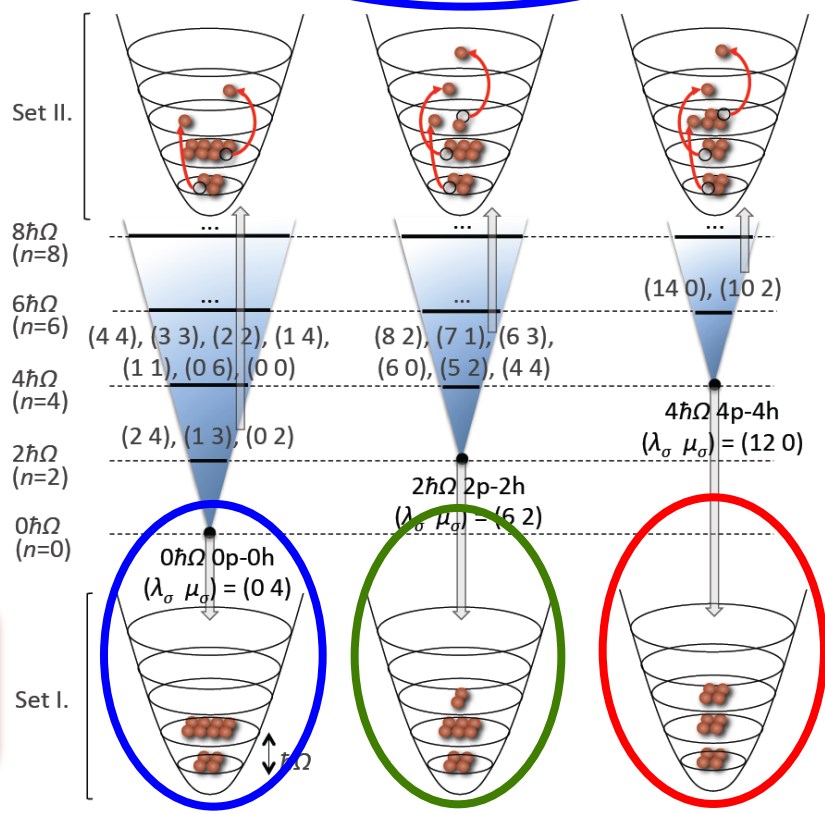 Set II.
...
...
...
8ħΩ
(n=8)
(14 0), (10 2)
6ħΩ
(n=6)
...
...
(4 4), (3 3), (2 2), (1 4),
(1 1), (0 6), (0 0)
(8 2), (7 1), (6 3),
(6 0), (5 2), (4 4)
4ħΩ
(n=4)
4ħΩ 4p-4h
(λσ μσ) = (12 0)
(2 4), (1 3), (0 2)
2ħΩ
(n=2)
2ħΩ 2p-2h
(λσ μσ) = (6 2)
0ħΩ
(n=0)
0ħΩ 0p-0h
(λσ μσ) = (0 4)
Set I.
ħΩ